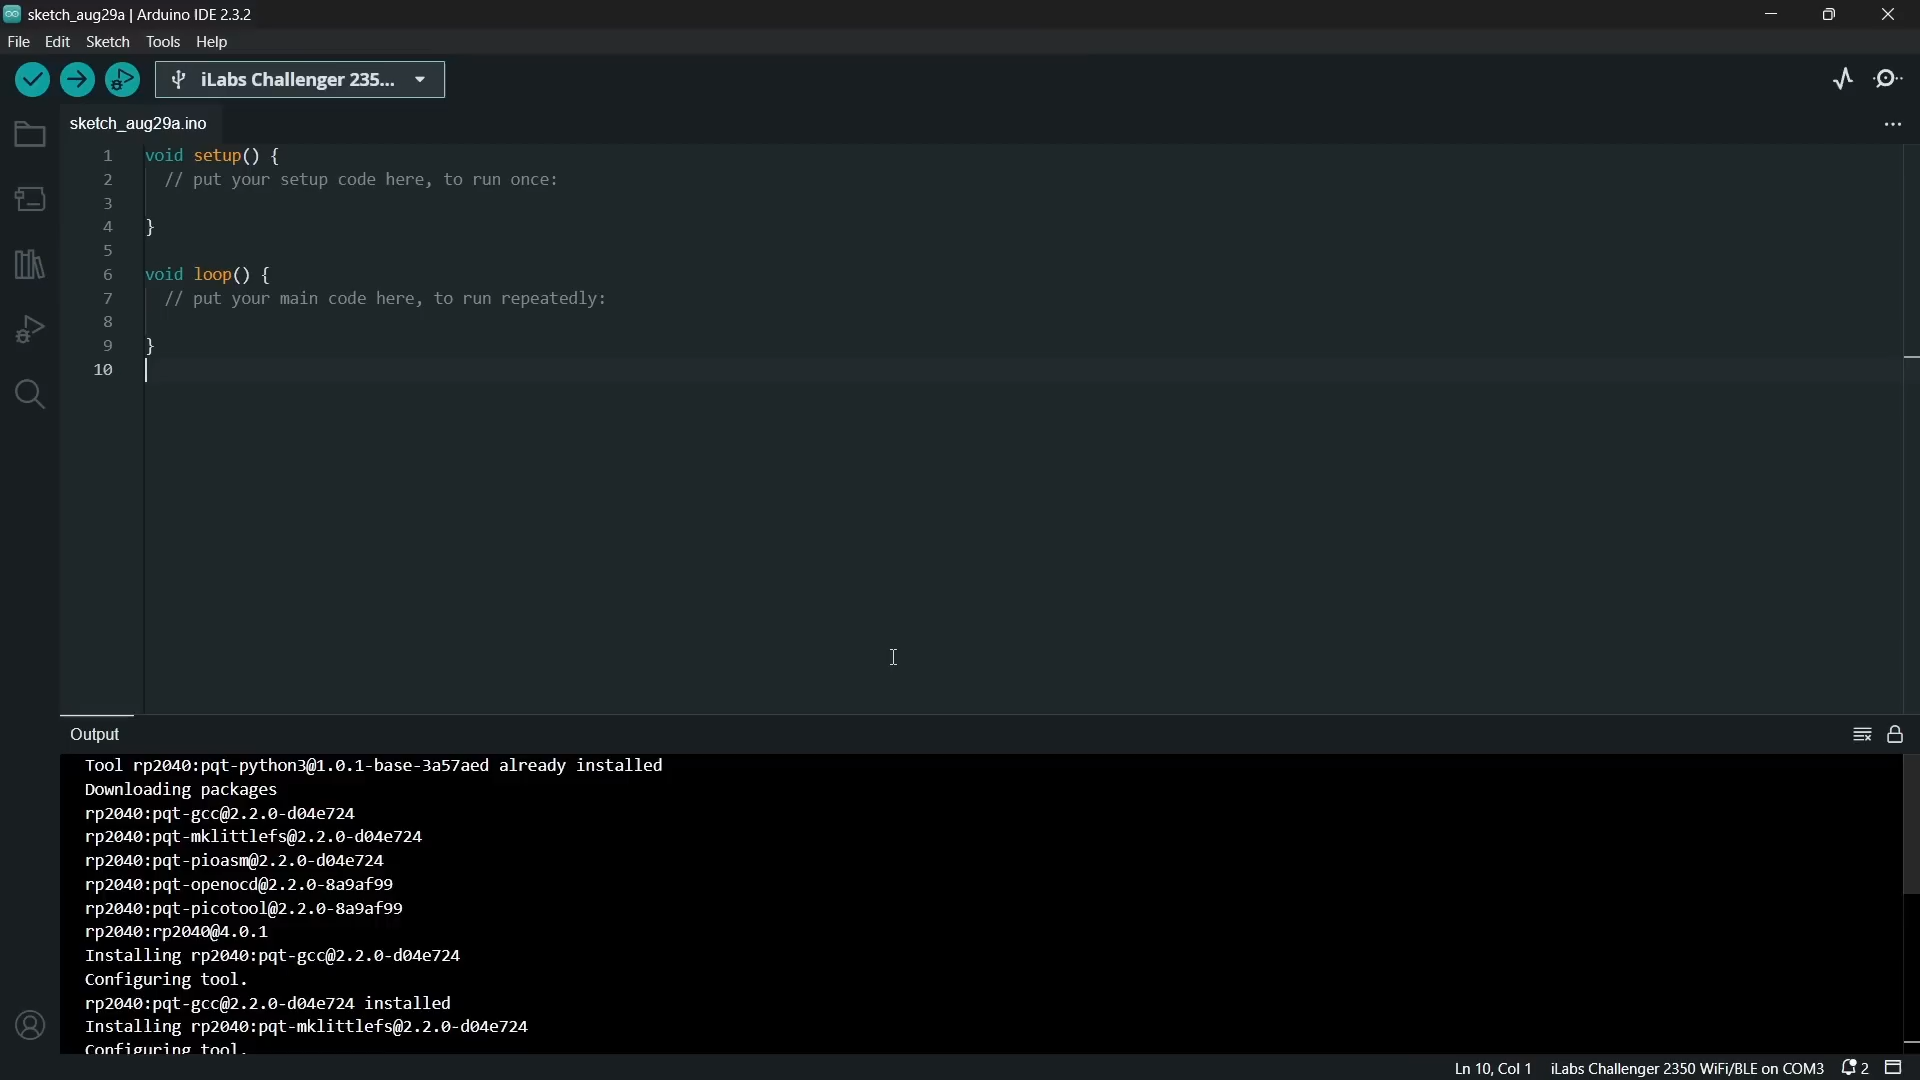 sketch_aug29a | Arduino IDE 2.3.2
File Edit Sketch Tools Help
iLabs Challenger 235...
sketch_aug29a.ino
1 void setup() {
2 // put your setup code here, to run once:
3
4 }
5
6 void loop() {
7 // put your main code here, to run repeatedly:
8
9 }
10
Output
Tool rp2040:pqt-python3@1.0.1-base-3a57aed already installed
Downloading packages
rp2040:pqt-gcc@2.2.0-d04e724
rp2040:pqt-mklittlefs@2.2.0-d04e724
rp2040:pqt-pioasm@2.2.0-d04e724
rp2040:pqt-openocd@2.2.0-8a9af99
rp2040:pqt-picotool@2.2.0-8a9af99
rp2040:rp2040@4.0.1
Installing rp2040:pqt-gcc@2.2.0-d04e724
Configuring tool.
rp2040:pqt-gcc@2.2.0-d04e724 installed
Installing rp2040:pqt-mklittlefs@2.2.0-d04e724
Configuring tool.
Ln 10, Col 1 iLabs Challenger 2350 WiFi/BLE on COM3 2